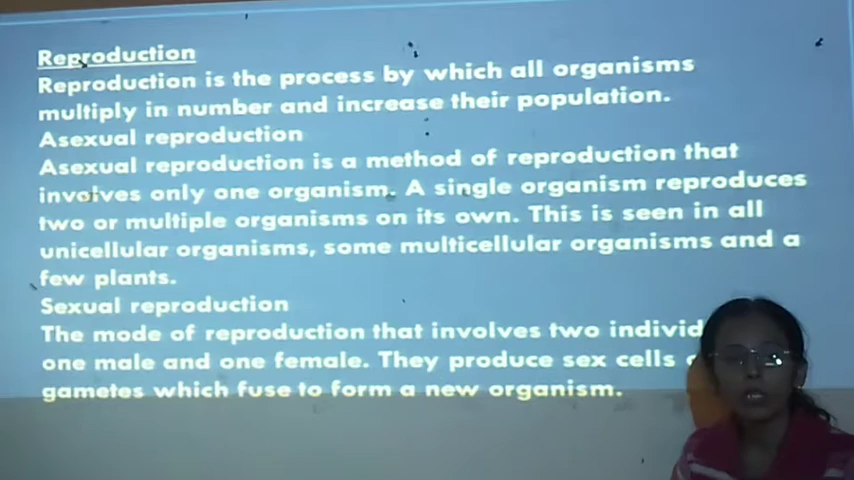 Reproduction
Reproduction is the process by which all organisms
multiply in number and increase their population.
Asexual reproduction
Asexual reproduction is a method of reproduction that
involves only one organism. A single organism reproduces
two or multiple organisms on its own. This is seen in all
unicellular organisms, some multicellular organisms and a
few plants.
Sexual reproduction
The mode of reproduction that involves two
one male and one female. They produce sex cells
gametes which fuse to form a new organism.